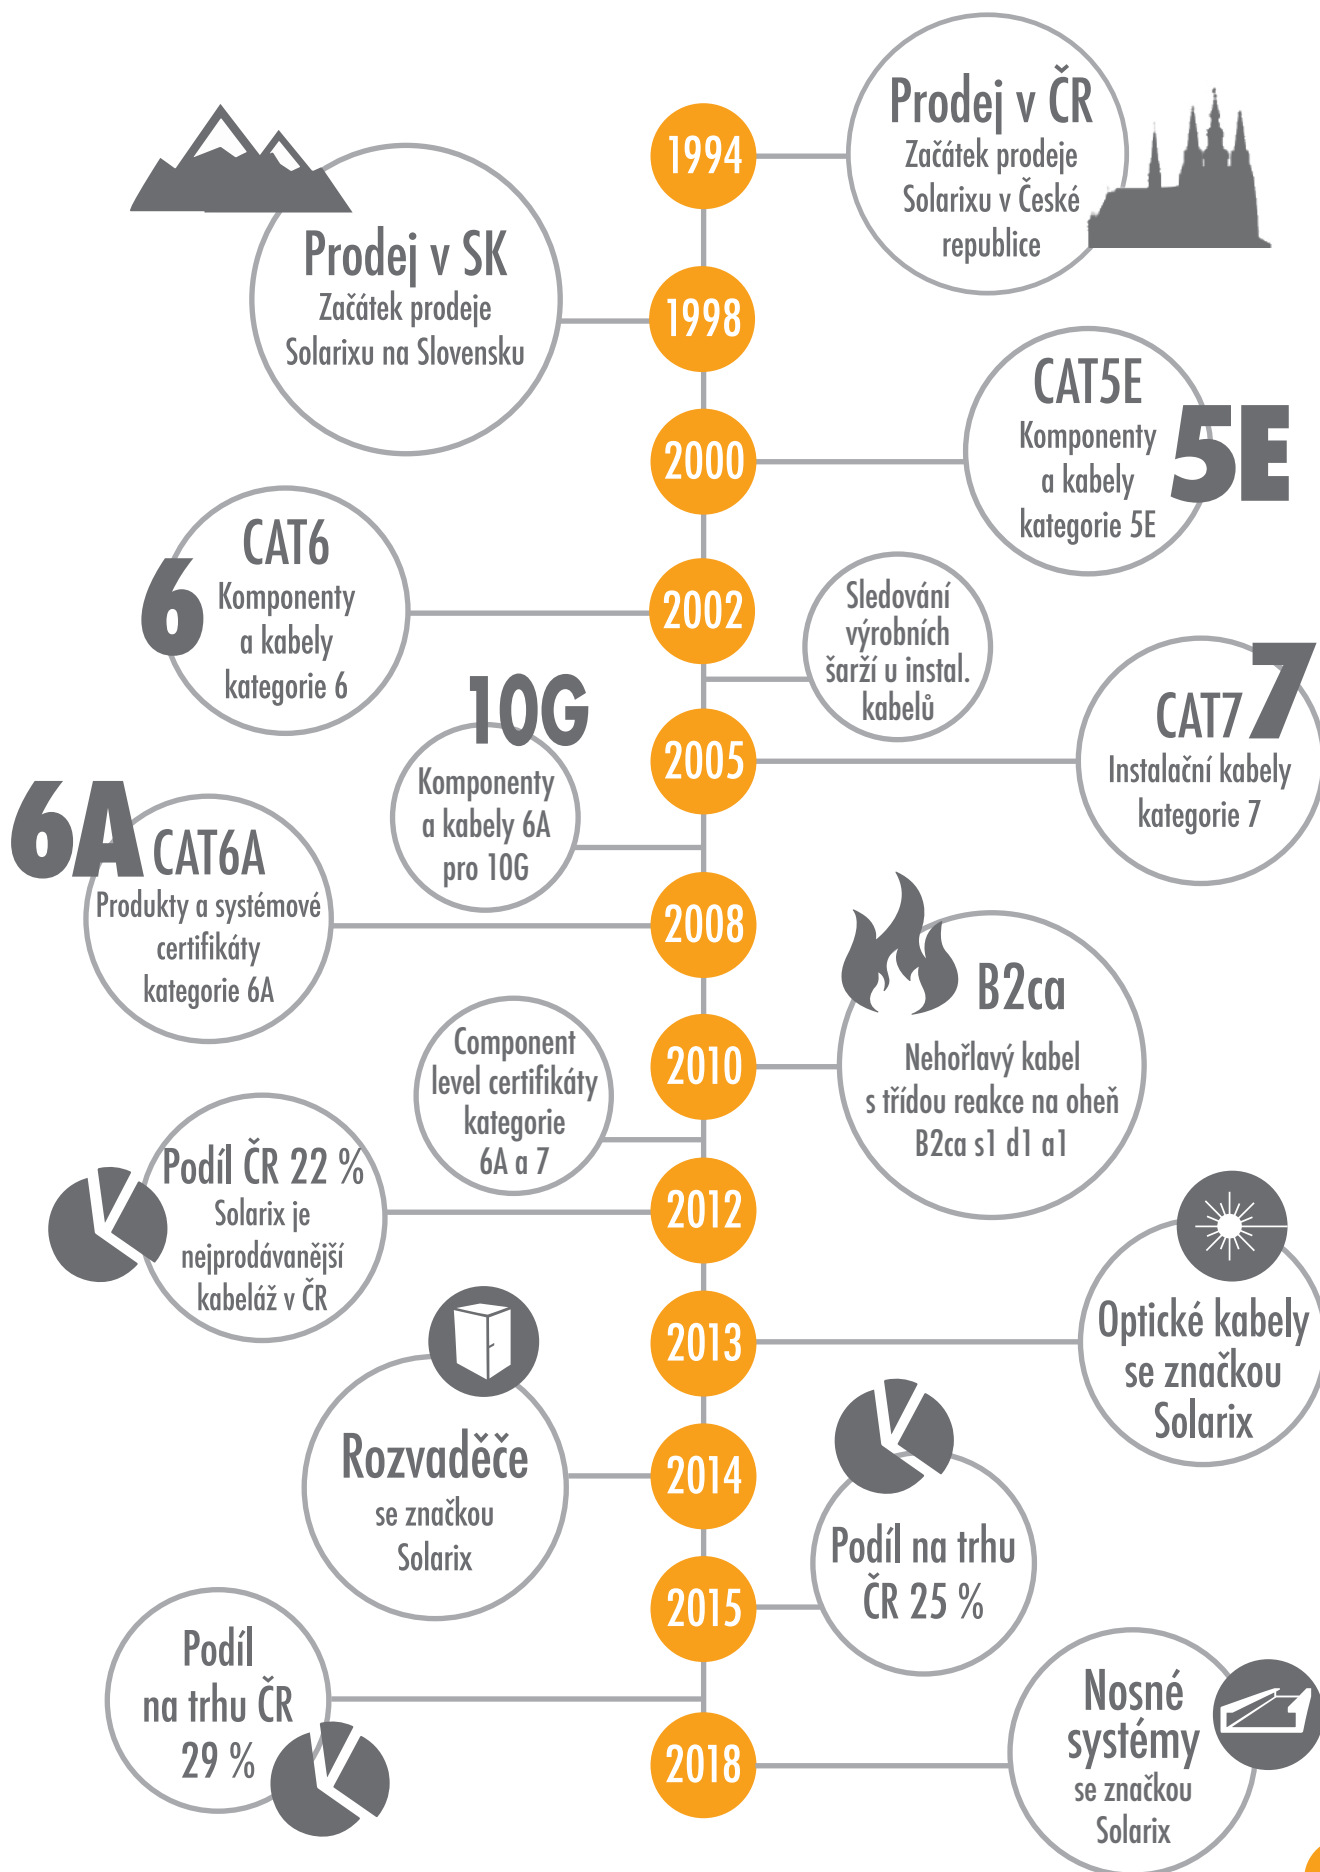 1994
Prodej v ČR
Začátek prodeje
Solarixu v České
republice
Prodej v SK
Začátek prodeje
Solarixu na Slovensku
1998
2000
CAT5E
Komponenty
a kabely
kategorie 5E
5E
6
CAT6
Komponenty
a kabely
kategorie 6
2002
Sledování
výrobních
šarží u instal.
kabelů
2005
CAT7
7
Instalační kabely
kategorie 7
10G
Komponenty
a kabely 6A
pro 10G
6A
CAT6A
Produkty a systémové
certifikáty
kategorie 6A
2008
2010
B2ca
Nehořlavý kabel
s třídou reakce na oheň
B2ca s1 d1 a1
Component
level certifikáty
kategorie
6A a 7
Podíl ČR 22 %
Solarix je
nejprodávanější
kabeláž v ČR
2012
2013
Optické kabely
se značkou
Solarix
Rozvaděče
se značkou
Solarix
2014
2015
Podíl na trhu
ČR 25 %
Podíl
na trhu ČR
29 %
2018
Nosné
systémy
se značkou
Solarix